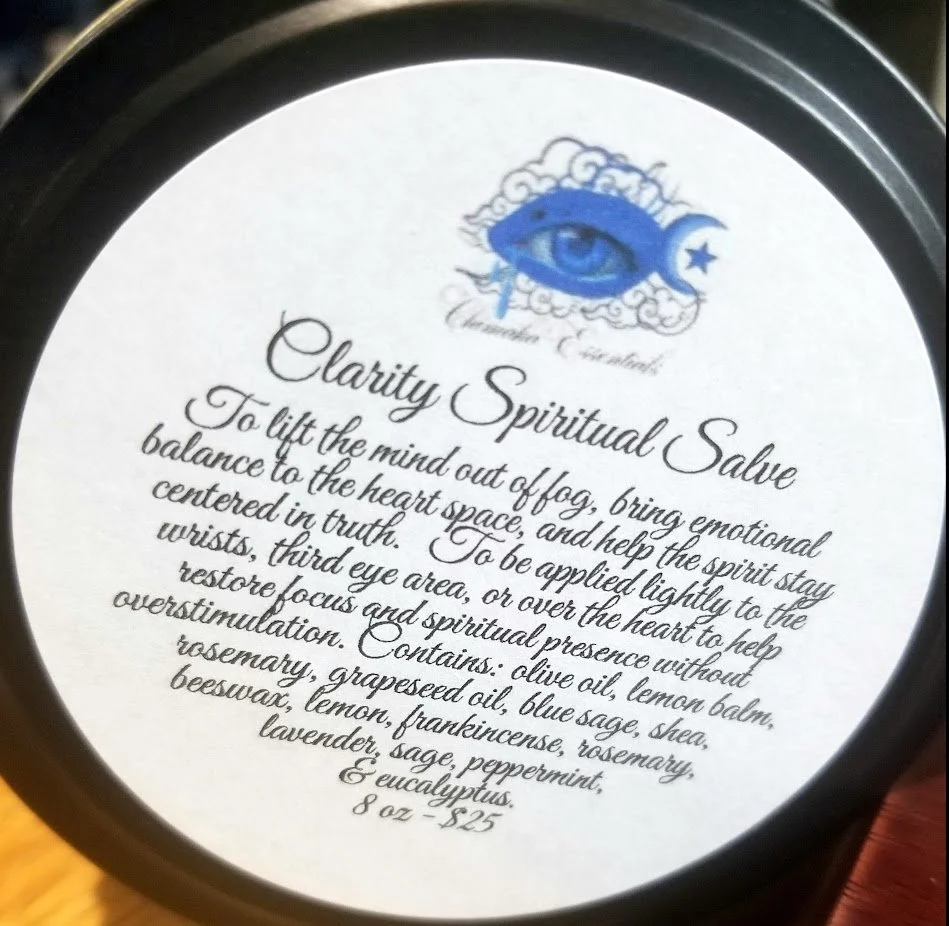 Essentials
Clarity Spiritual Salve
To lift the mind out of fog, bring emotional
balance to the heart space, and help the spirit stay
centered in truth. To be applied lightly to the
wrists, third eye area, or over the heart to help
restore focus and spiritual presence without
overstimulation. Contains: olive oil, lemon balm,
rosemary, grapeseed oil, blue sage, shea,
beeswax, lemon, frankincense, rosemary,
lavender, sage, peppermint,
& eucalyptus.
8 oz - $25